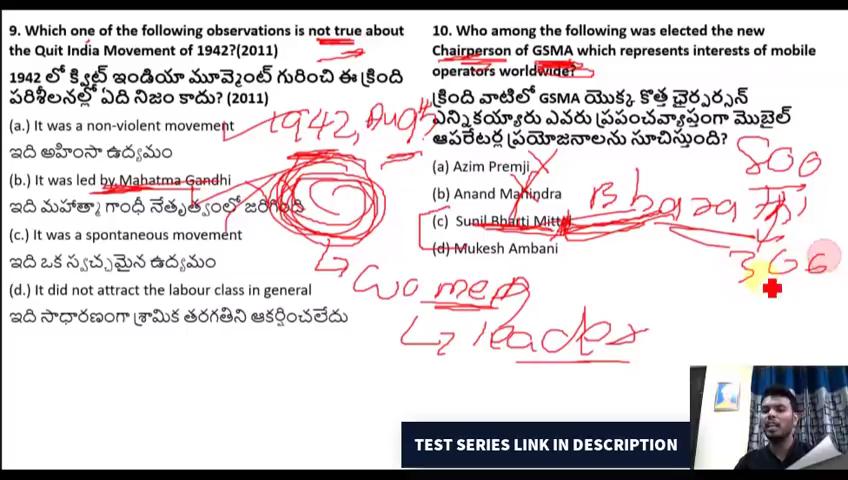 9. Which one of the following observations is not true about
the Quit India Movement of 1942?(2011)
1942 లో క్విట్ ఇండియా మూవ్మెంట్ గురించి ఈ క్రింది
పరిశీలనల్లో ఏది నిజం కాదు? (2011)
(a.) It was a non-violent movement
ఇది అహింసా ఉద్యమం
(b.) It was led by Mahatma Gandhi
ఇది మహాత్మా గాంధీ నేతృత్వంలో జరిగింది
(c.) It was a spontaneous movement
ఇది ఒక స్వచ్ఛమైన ఉద్యమం
(d.) It did not attract the labour class in general
ఇది సాధారణంగా శ్రామిక తరగతిని ఆకర్షించలేదు
1942, Aug
women
leader
10. Who among the following was elected the new
Chairperson of GSMA which represents interests of mobile
operators worldwide?
క్రింది వాటిలో GSMA యొక్క కొత్త ఛైర్పర్సన్
ఎన్నికయ్యారు ఎవరు ప్రపంచవ్యాప్తంగా మొబైల్
ఆపరేటర్ల ప్రయోజనాలను సూచిస్తుంది?
(a) Azim Premji
(b) Anand Mahindra
(c) Sunil Bharti Mittal
(d) Mukesh Ambani
800
306
TEST SERIES LINK IN DESCRIPTION